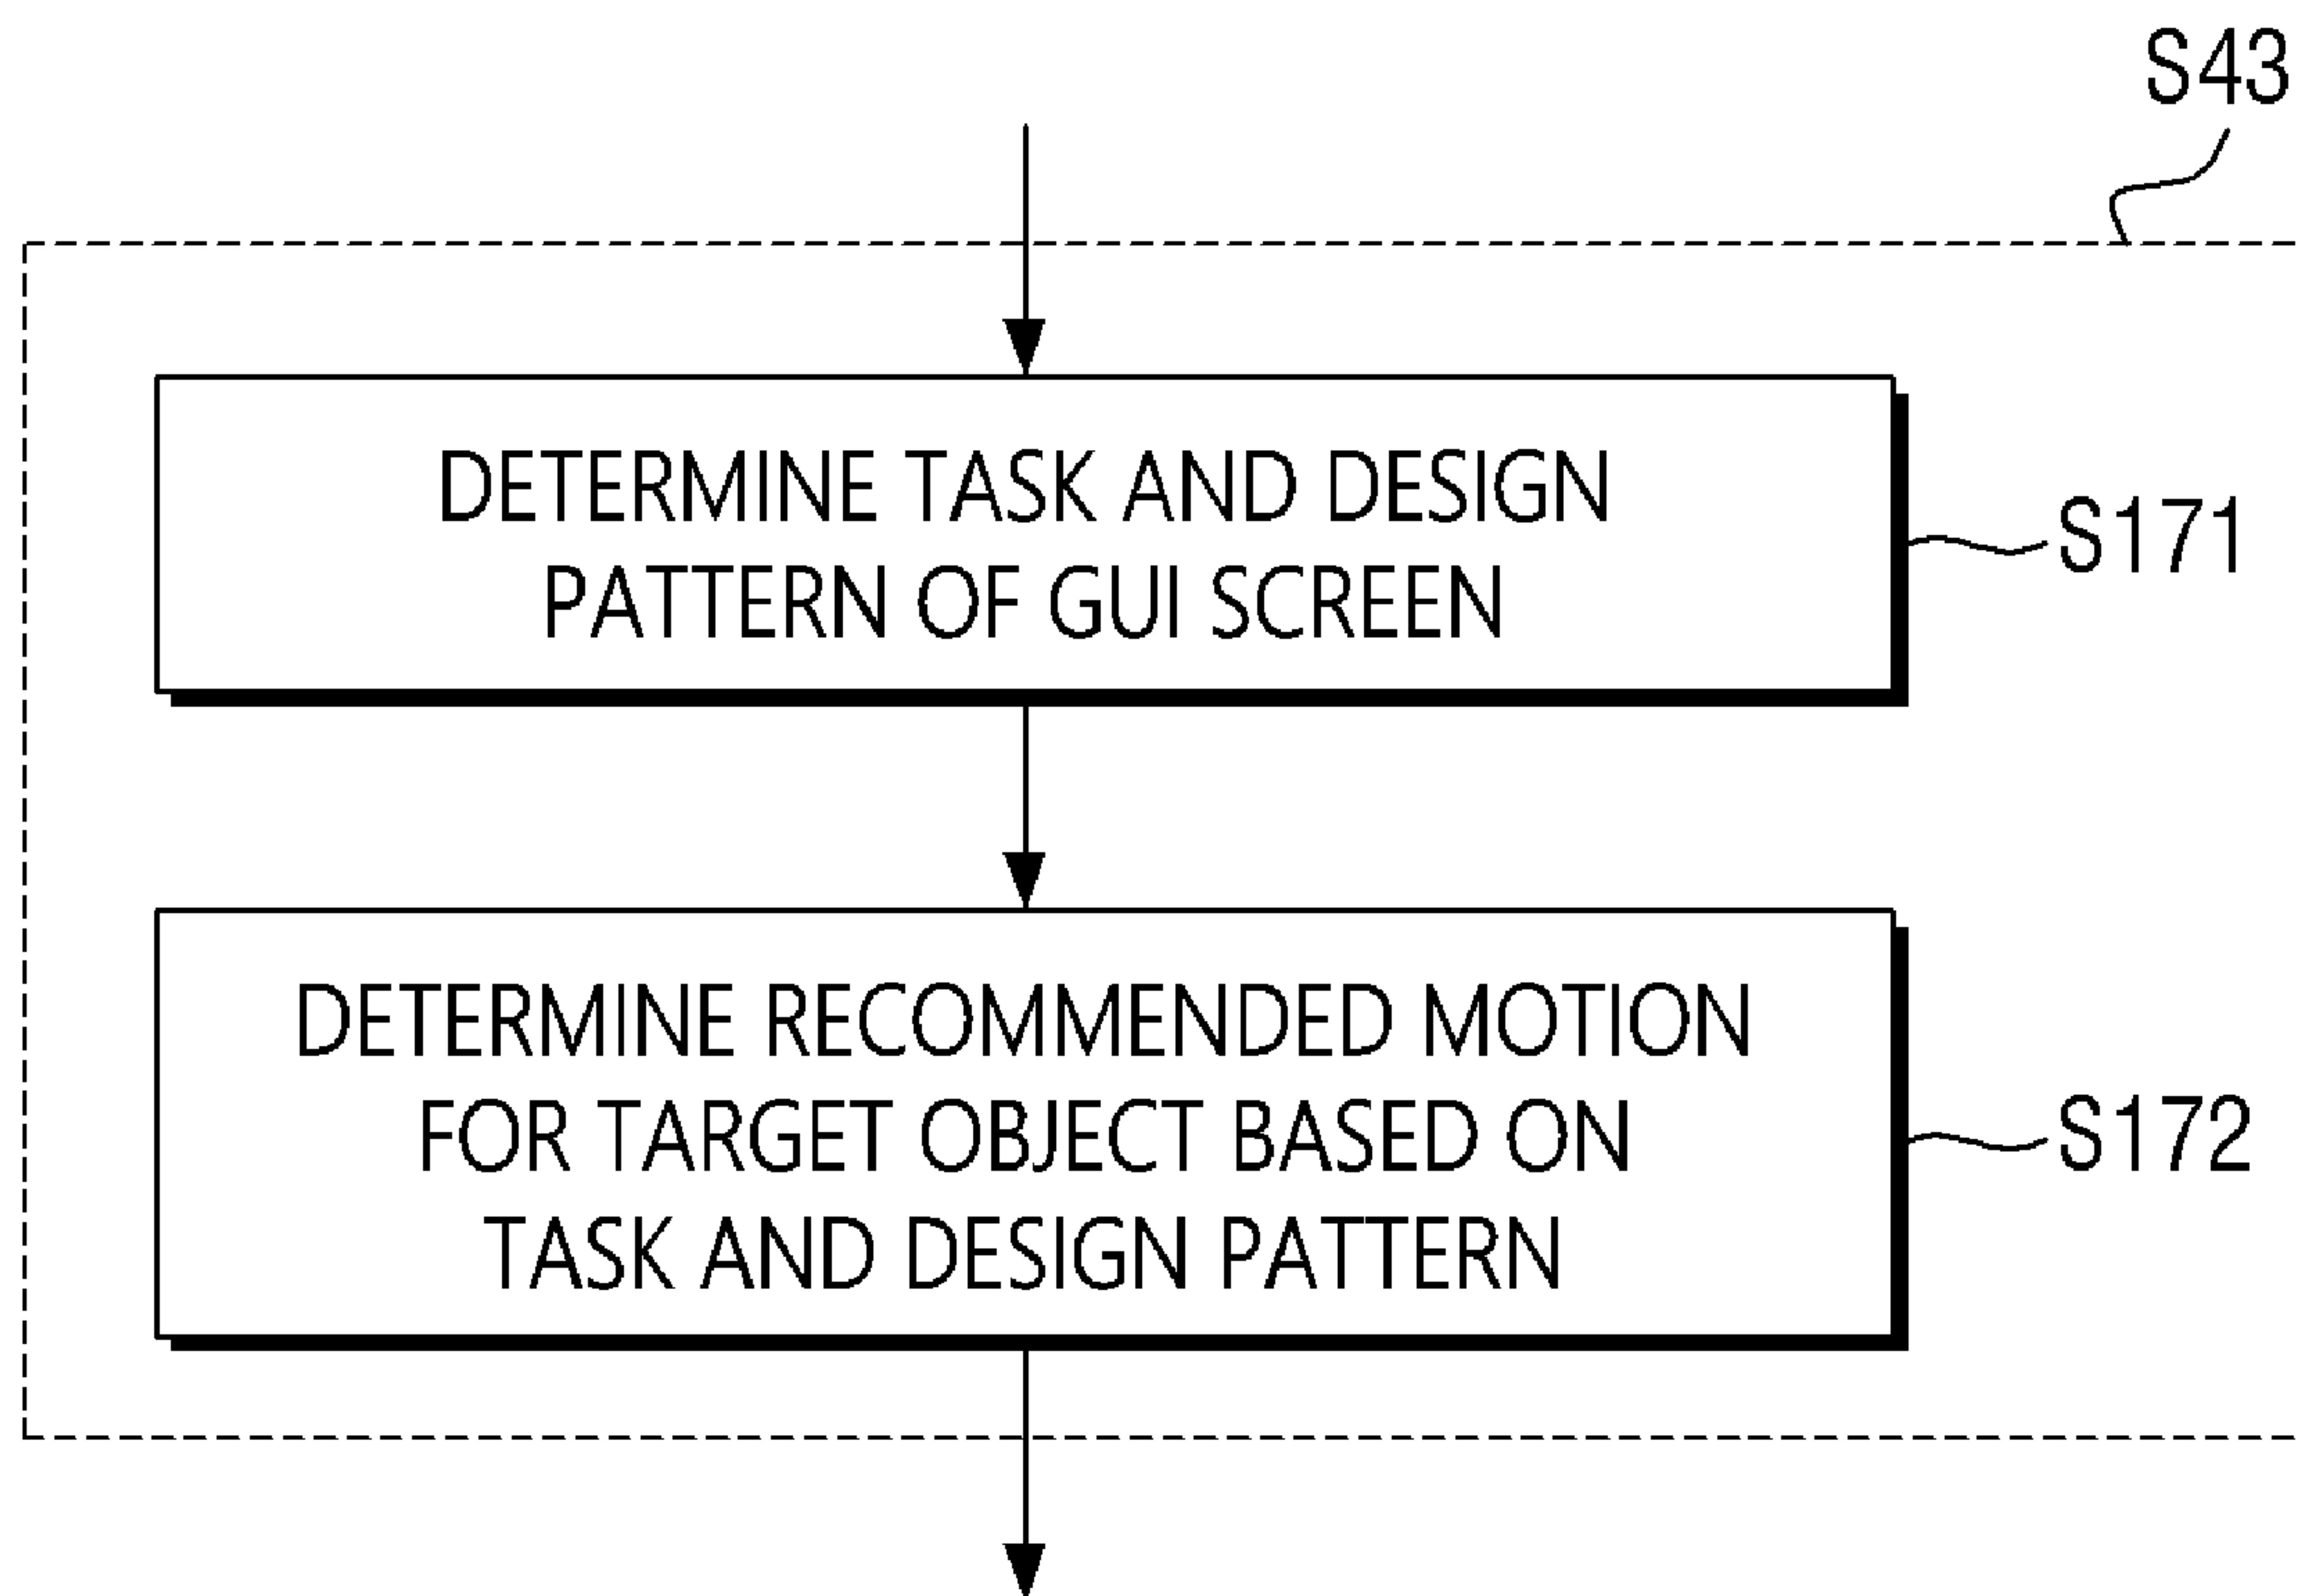 S43
DETERMINE TASK AND DESIGN
PATTERN OF GUI SCREEN
S171
DETERMINE RECOMMENDED MOTION
FOR TARGET OBJECT BASED ON
TASK AND DESIGN PATTERN
S172